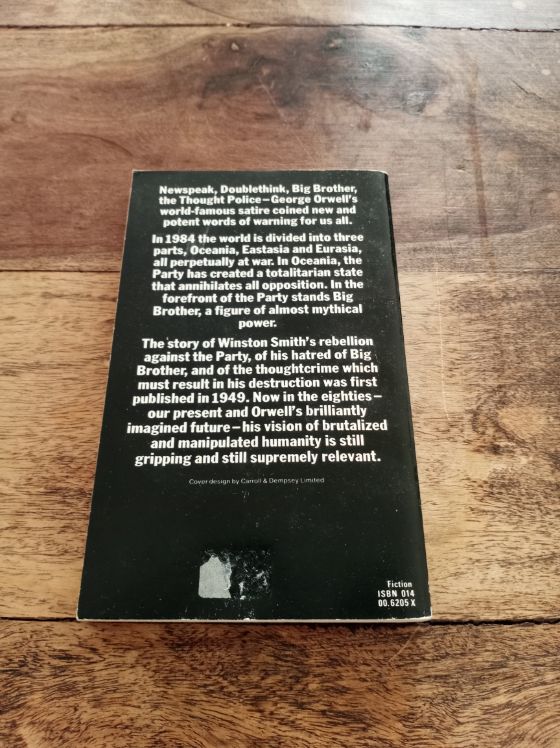 Newspeak, Doublethink, Big Brother,
the Thought Police—George Orwell's
world-famous satire coined new and
potent words of warning for us all.
In 1984 the world is divided into three
parts, Oceania, Eastasia and Eurasia,
all perpetually at war. In Oceania, the
Party has created a totalitarian state
that annihilates all opposition. In the
forefront of the Party stands Big
Brother, a figure of almost mythical
power.
The story of Winston Smith's rebellion
against the Party, of his hatred of Big
Brother, and of the thoughtcrime which
must result in his destruction was first
published in 1949. Now in the eighties—
our present and Orwell's brilliantly
imagined future—his vision of brutalized
and manipulated humanity is still
gripping and still supremely relevant.
Cover design by Carroll & Dempsey Limited
Fiction
ISBN 014
00.6205 X